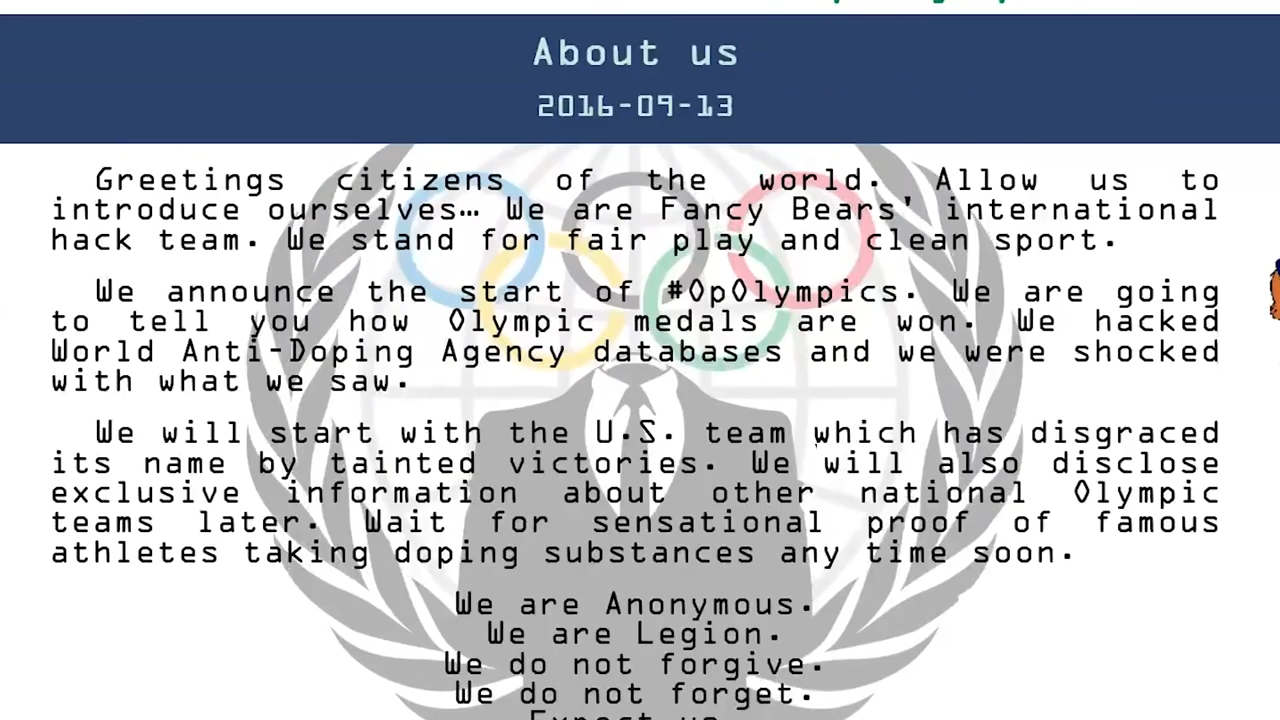 About us
2016-09-13
Greetings citizens of the world. Allow us to
introduce ourselves… We are Fancy Bears' international
hack team. We stand for fair play and clean sport.
We announce the start of #OpOlympics. We are going
to tell you how Olympic medals are won. We hacked
World Anti-Doping Agency databases and we were shocked
with what we saw.
We will start with the U.S. team which has disgraced
its name by tainted victories. We will also disclose
exclusive information about other national Olympic
teams later. Wait for sensational proof of famous
athletes taking doping substances any time soon.
We are Anonymous.
We are Legion.
We do not forgive.
We do not forget.
Expect us